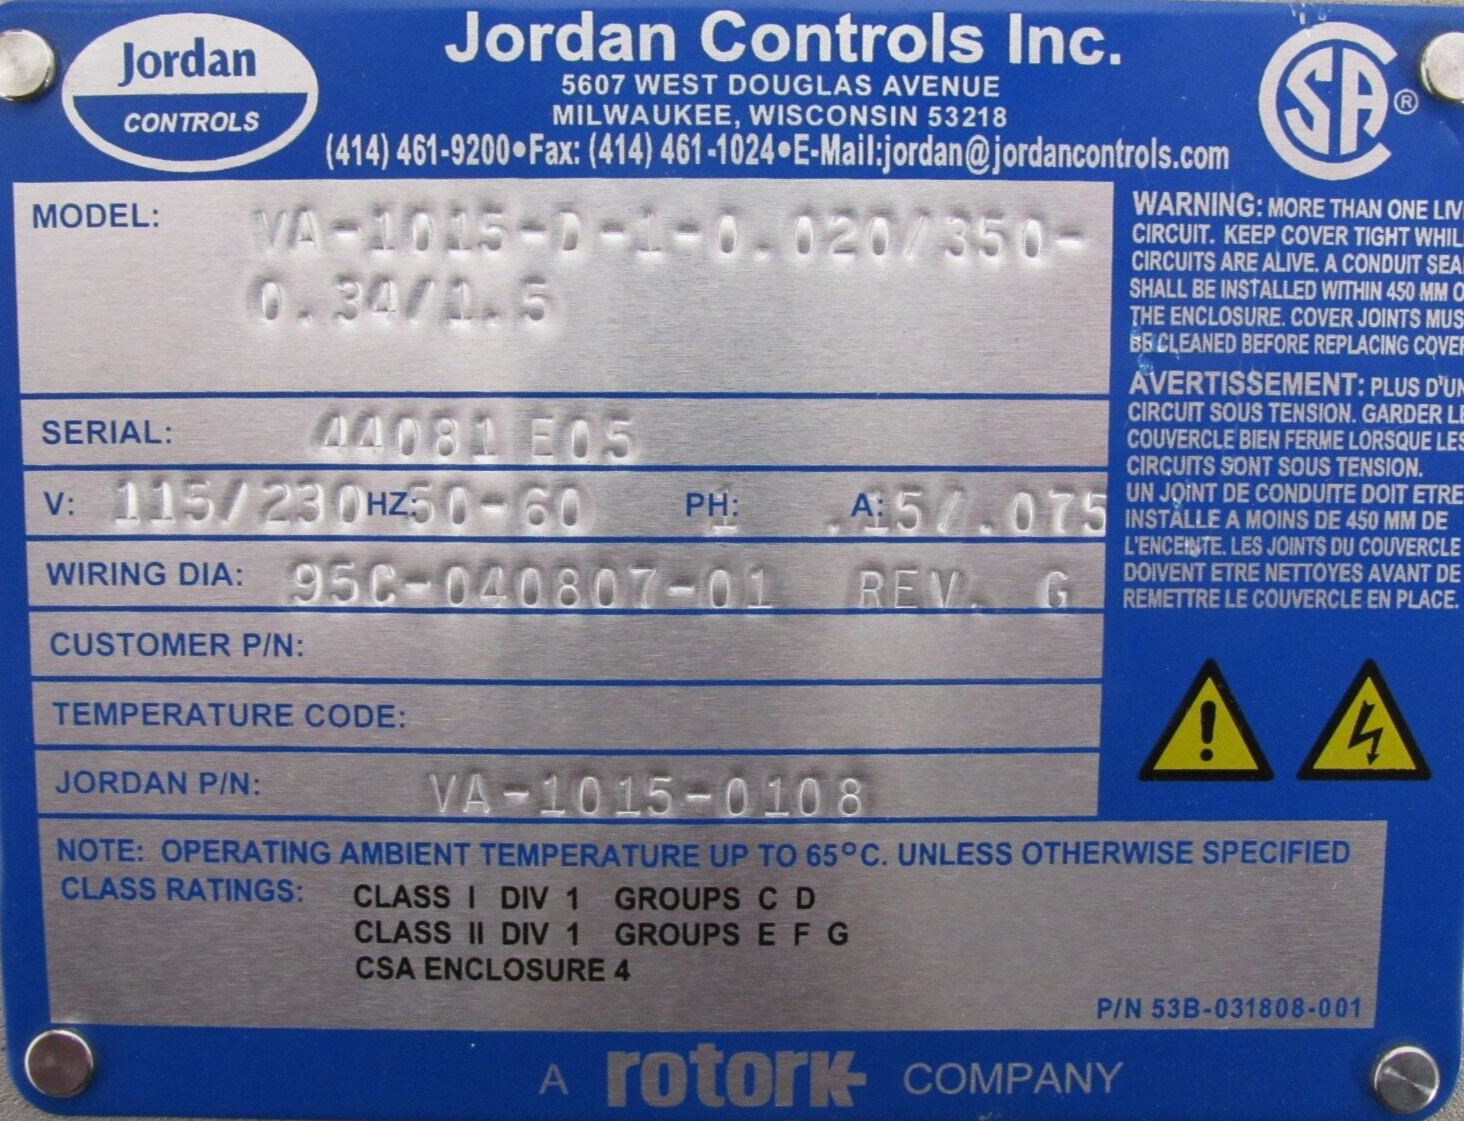 Jordan
CONTROLS
Jordan Controls Inc.
5607 WEST DOUGLAS AVENUE
MILWAUKEE, WISCONSIN 53218
(414) 461-9200•Fax: (414) 461-1024•E-Mail:jordan@jordancontrols.com
SA®
MODEL: VA-1015-D-1-0.020/350-
0.34/1.5
SERIAL: 44081 E05
V: 115/230 HZ: 50-60 PH: 1 A: .15/.075
WIRING DIA: 95C-040807-01 REV. G
CUSTOMER P/N:
TEMPERATURE CODE:
JORDAN P/N: VA-1015-0108
WARNING: MORE THAN ONE LIV
CIRCUIT. KEEP COVER TIGHT WHIL
CIRCUITS ARE ALIVE. A CONDUIT SEA
SHALL BE INSTALLED WITHIN 450 MM O
THE ENCLOSURE. COVER JOINTS MUS
BE CLEANED BEFORE REPLACING COVER
AVERTISSEMENT: PLUS D'UN
CIRCUIT SOUS TENSION. GARDER LE
COUVERCLE BIEN FERME LORSQUE LES
CIRCUITS SONT SOUS TENSION.
UN JOINT DE CONDUITE DOIT ETRE
INSTALLE A MOINS DE 450 MM DE
L'ENCEINTE. LES JOINTS DU COUVERCLE
DOIVENT ETRE NETTOYES AVANT DE
REMETTRE LE COUVERCLE EN PLACE.
NOTE: OPERATING AMBIENT TEMPERATURE UP TO 65°C. UNLESS OTHERWISE SPECIFIED
CLASS RATINGS: CLASS I DIV 1 GROUPS C D
CLASS II DIV 1 GROUPS E F G
CSA ENCLOSURE 4
P/N 53B-031808-001
A rotork COMPANY